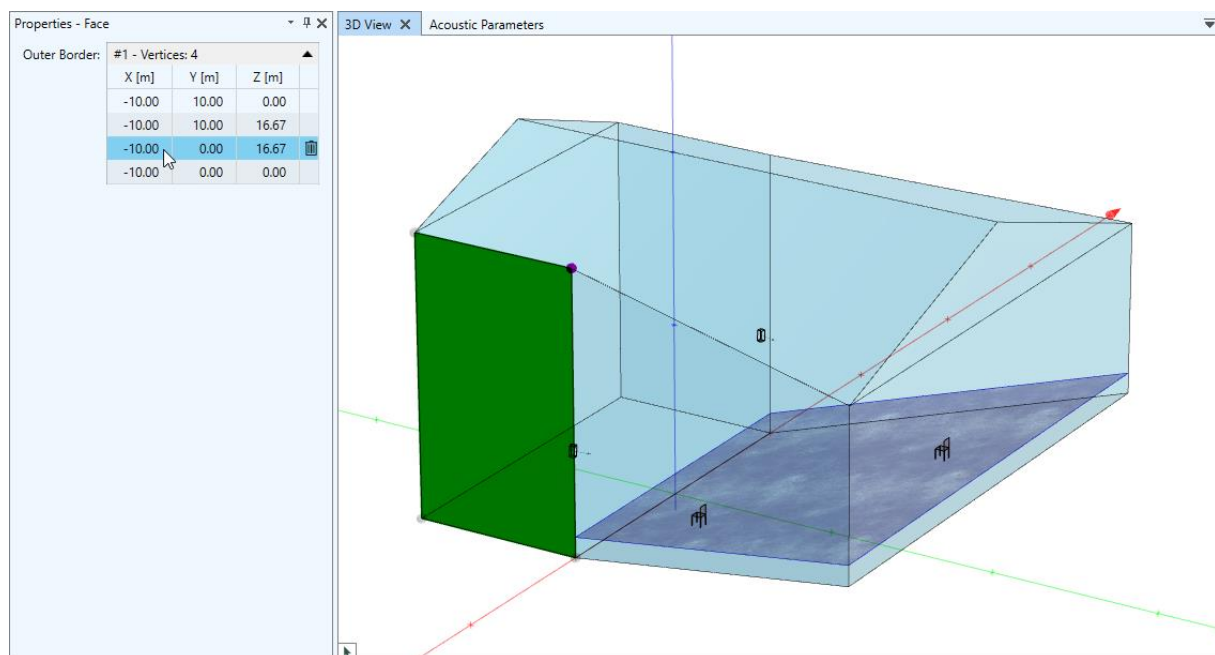 Properties - Face
Outer Border: #1 - Vertices: 4
X [m] Y [m] Z [m]
-10.00 10.00 0.00
-10.00 10.00 16.67
-10.00 0.00 16.67
-10.00 0.00 0.00
3D View Acoustic Parameters